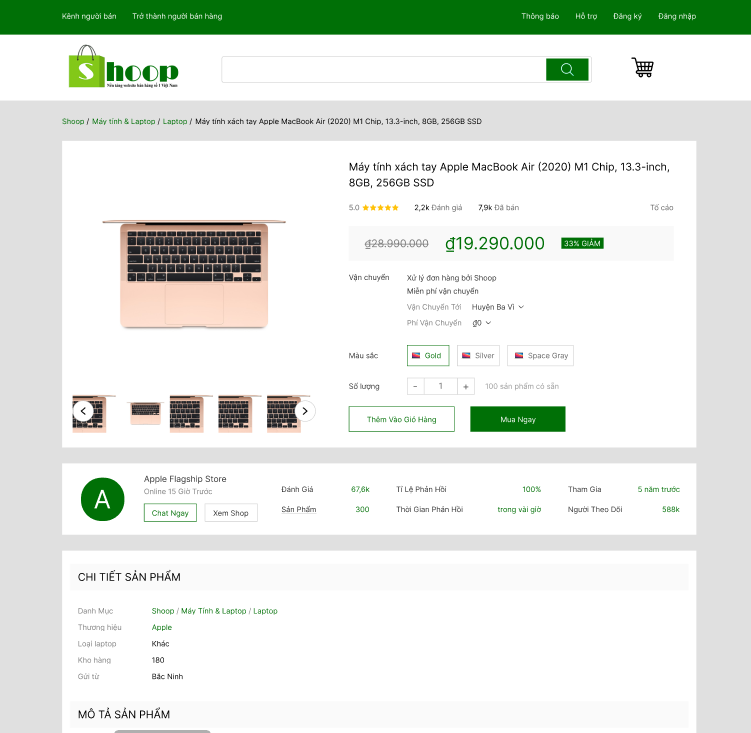 Kênh người bán Trở thành người bán hàng Thông báo Hỗ trợ Đăng ký Đăng nhập
Shoop
Nền tảng website bán hàng số 1 Việt Nam
Shoop / Máy tính & Laptop / Laptop / Máy tính xách tay Apple MacBook Air (2020) M1 Chip, 13.3-inch, 8GB, 256GB SSD
Máy tính xách tay Apple MacBook Air (2020) M1 Chip, 13.3-inch,
8GB, 256GB SSD
5.0 ★★★★★ 2,2k Đánh giá 7,9k Đã bán Tố cáo
₫28.990.000 ₫19.290.000 33% GIẢM
Vận chuyển Xử lý đơn hàng bởi Shoop
Miễn phí vận chuyển
Vận Chuyển Tới Huyện Ba Vì
Phí Vận Chuyển ₫0
Màu sắc Gold Silver Space Gray
Số lượng - 1 + 100 sản phẩm có sẵn
Thêm Vào Giỏ Hàng Mua Ngay
A
Apple Flagship Store
Online 15 Giờ Trước
Chat Ngay Xem Shop
Đánh Giá 67,6k Tỉ Lệ Phản Hồi 100% Tham Gia 5 năm trước
Sản Phẩm 300 Thời Gian Phản Hồi trong vài giờ Người Theo Dõi 588k
CHI TIẾT SẢN PHẨM
Danh Mục Shoop / Máy Tính & Laptop / Laptop
Thương hiệu Apple
Loại laptop Khác
Kho hàng 180
Gửi từ Bắc Ninh
MÔ TẢ SẢN PHẨM